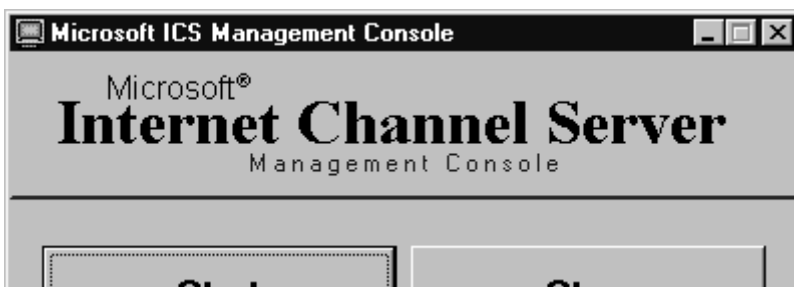 Microsoft ICS Management Console
Microsoft®
Internet Channel Server
Management Console